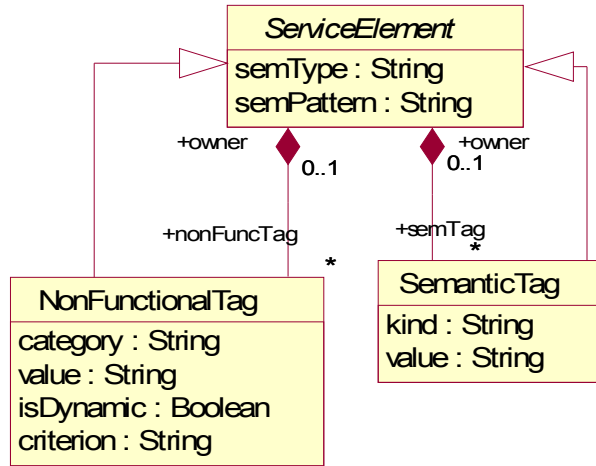 ServiceElement
semType : String
semPattern : String
+owner
0..1
+owner
0..1
+nonFuncTag
*
+semTag
*
NonFunctionalTag
category : String
value : String
isDynamic : Boolean
criterion : String
SemanticTag
kind : String
value : String